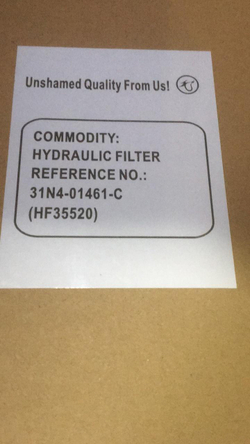 Unshamed Quality From Us!
COMMODITY:
HYDRAULIC FILTER
REFERENCE NO.:
31N4-01461-C
(HF35520)